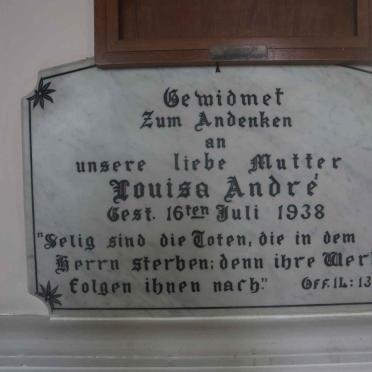 Gewidmet
Zum Andenken
an
unsere liebe Mutter
Louisa André
Gest. 16ten Juli 1938
"Selig sind die Toten, die in dem
Herrn sterben; denn ihre Werk
folgen ihnen nach." Off. 14: 13